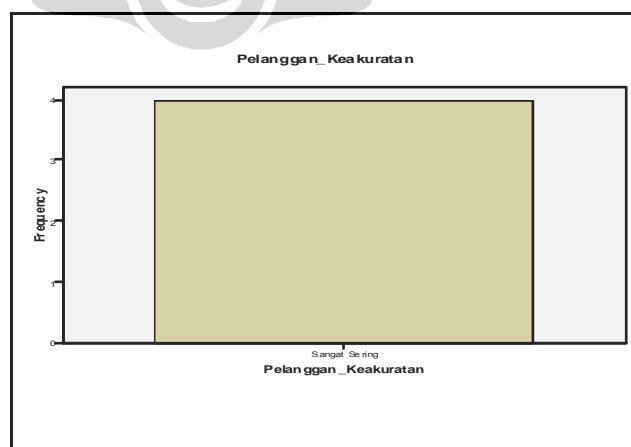 Pelanggan_Keakuratan
4
3
2
1
0
Frequency
Sangat Sering
Pelanggan_Keakuratan